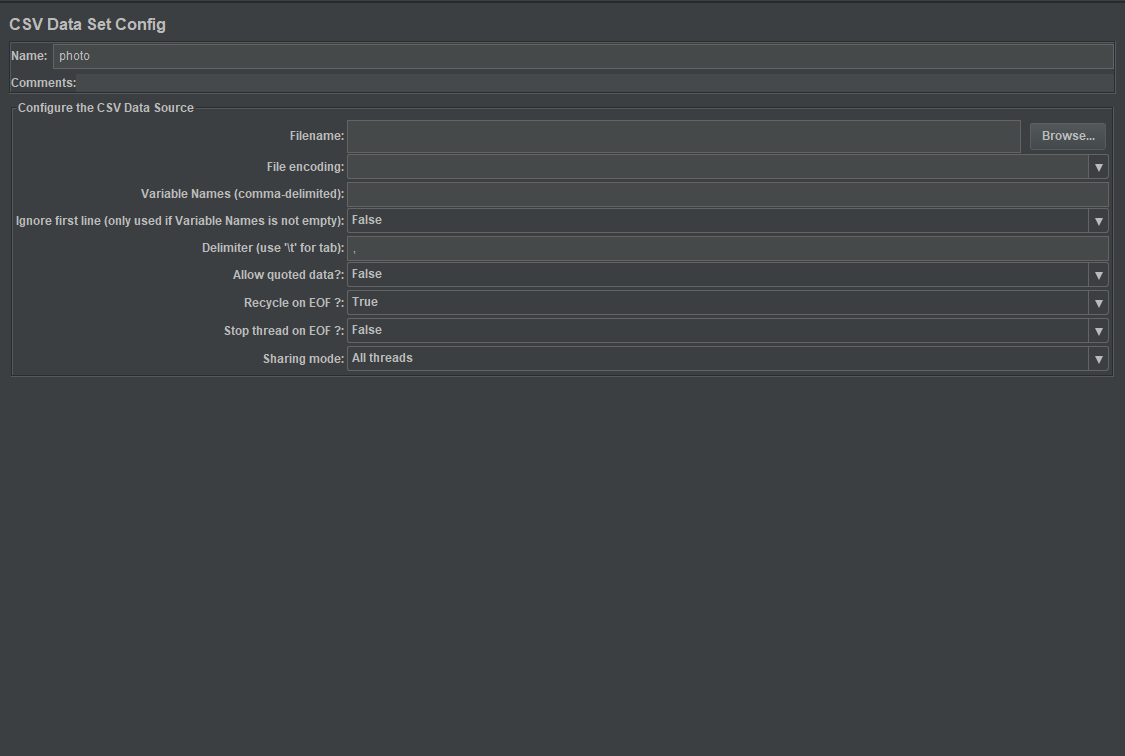 CSV Data Set Config
Name: photo
Comments:
Configure the CSV Data Source
Filename: Browse...
File encoding:
Variable Names (comma-delimited):
Ignore first line (only used if Variable Names is not empty): False
Delimiter (use '\t' for tab): ,
Allow quoted data?: False
Recycle on EOF ?: True
Stop thread on EOF ?: False
Sharing mode: All threads